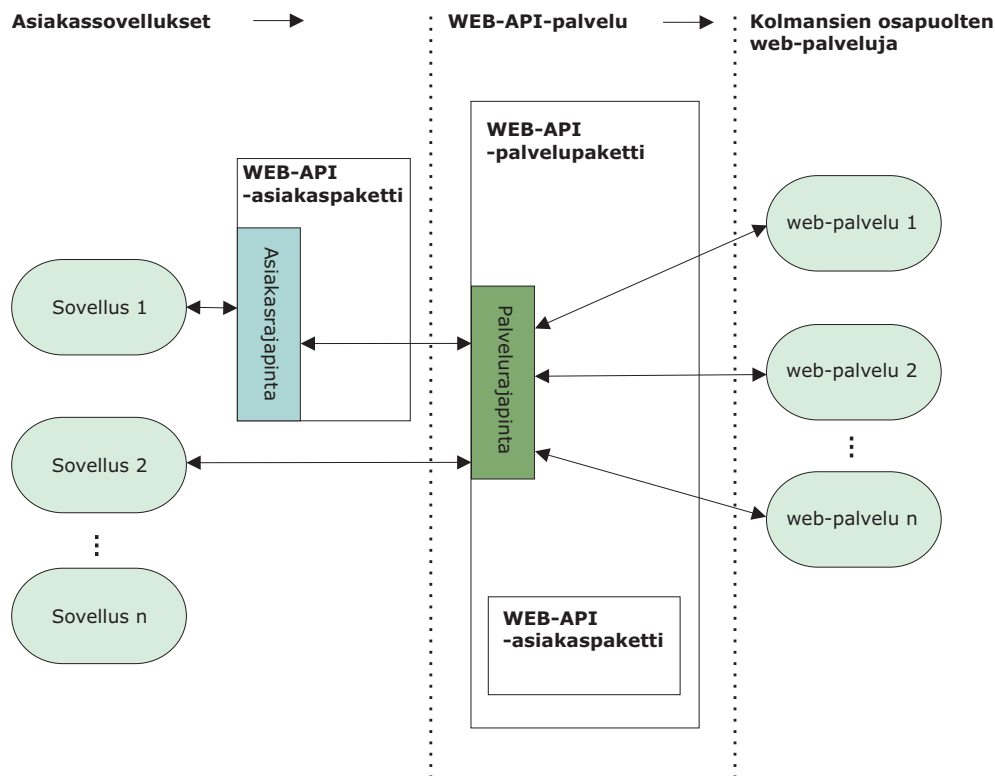 Asiakassovellukset
WEB-API-palvelu
Kolmansien osapuolten
web-palveluja
WEB-API
-asiakaspaketti
Asiakasrajapinta
Sovellus 1
Sovellus 2
⋮
Sovellus n
WEB-API
-palvelupaketti
Palvelurajapinta
WEB-API
-asiakaspaketti
web-palvelu 1
web-palvelu 2
⋮
web-palvelu n